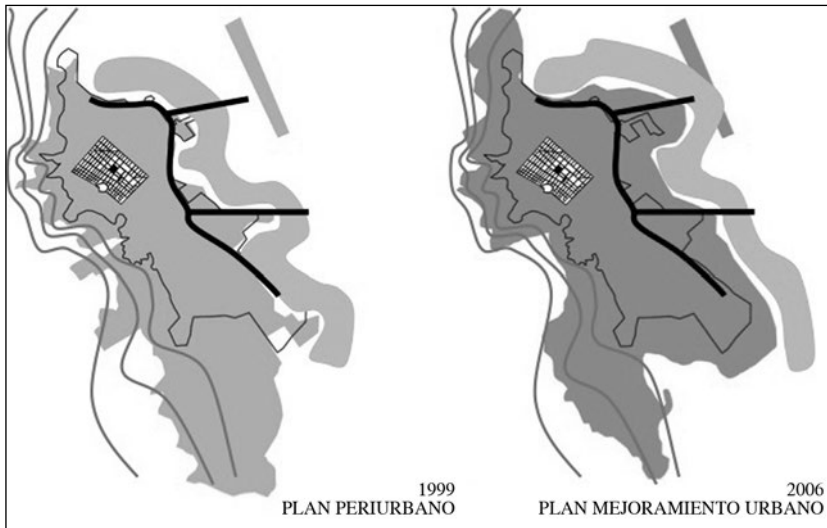 1999
PLAN PERIURBANO
2006
PLAN MEJORAMIENTO URBANO